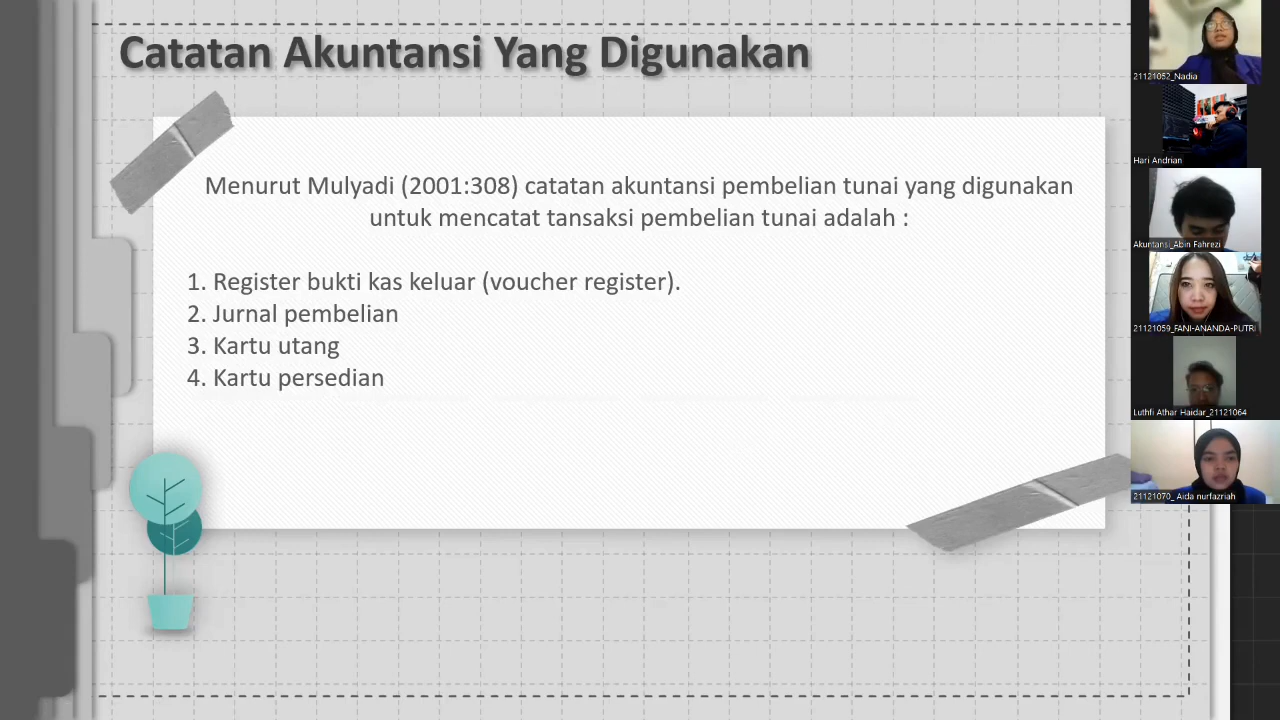 Catatan Akuntansi Yang Digunakan
Menurut Mulyadi (2001:308) catatan akuntansi pembelian tunai yang digunakan
untuk mencatat tansaksi pembelian tunai adalah :
1. Register bukti kas keluar (voucher register).
2. Jurnal pembelian
3. Kartu utang
4. Kartu persedian
21121052_Nadia
Hari Andrian
Akuntansi_Abin Fahrezi
21121059_FANI-ANANDA-PUTRI
Luthfi Athar Haidar_21121064
21121070_ Aida nurfazriah